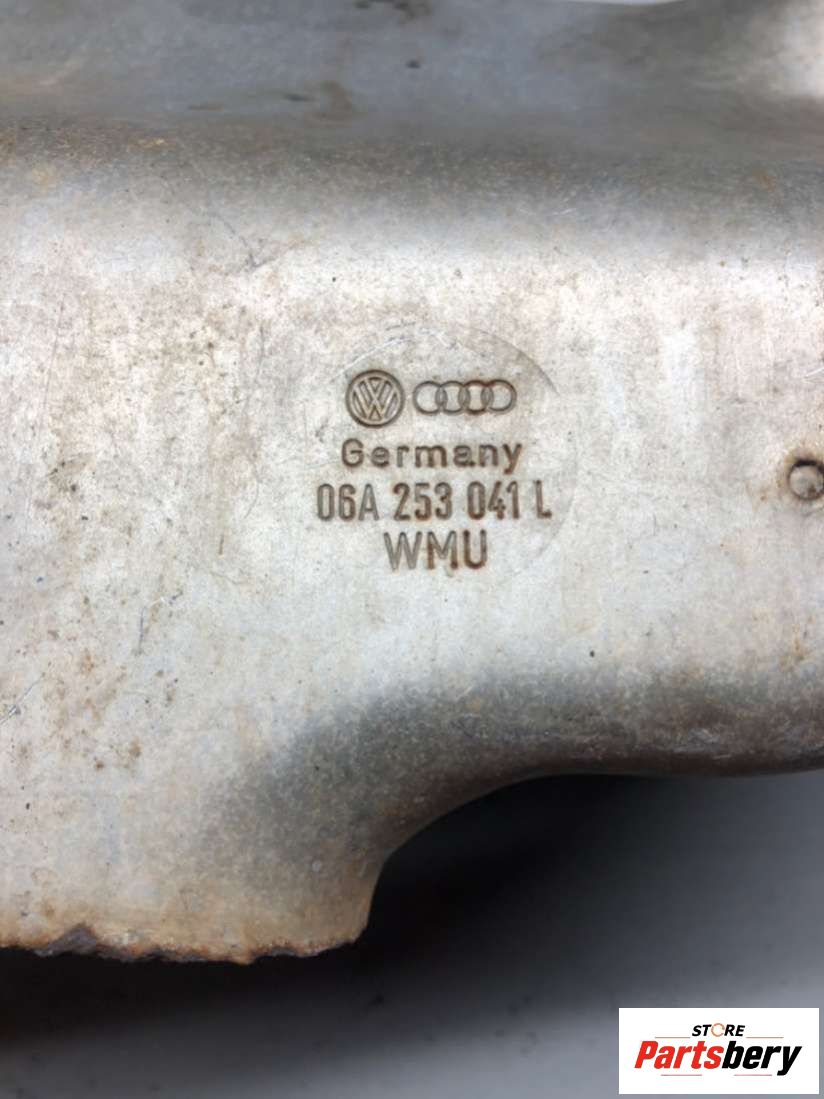 Germany
06A 253 041 L
WMU
STORE
Partsbery